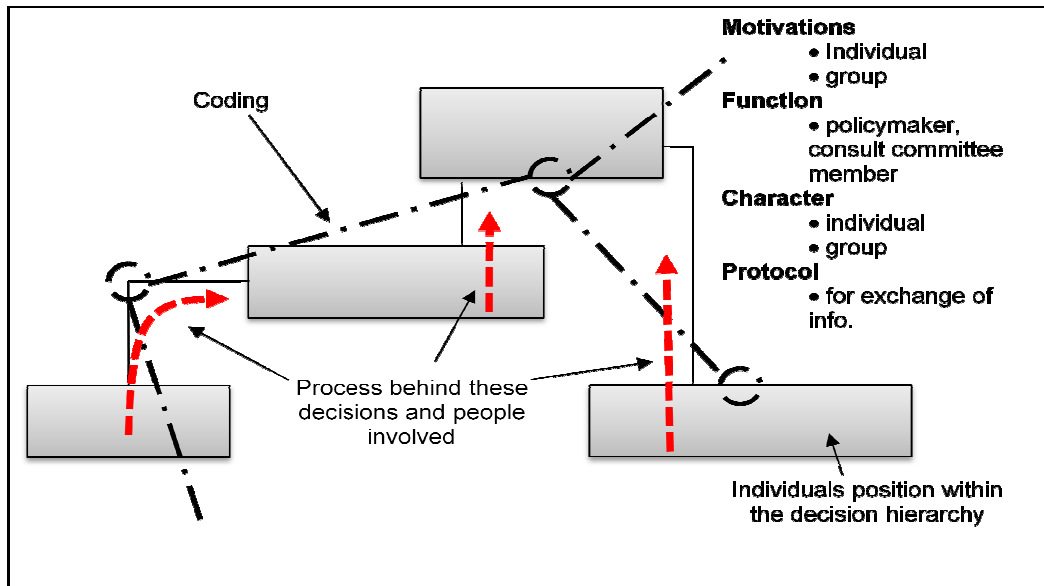 Motivations
• Individual
• group
Function
• policymaker,
consult committee
member
Character
• individual
• group
Protocol
• for exchange of
info.
Coding
Process behind these
decisions and people
involved
Individuals position within
the decision hierarchy